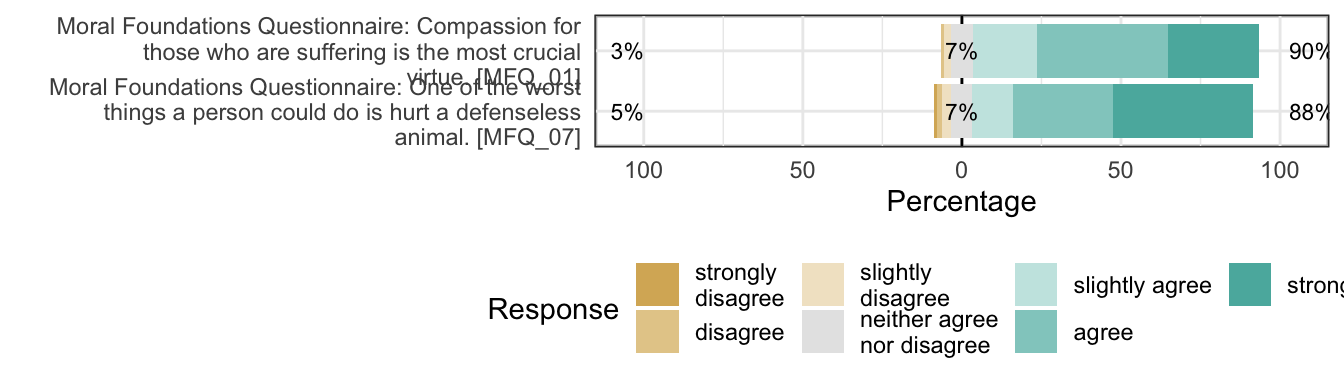 Moral Foundations Questionnaire: Compassion for
those who are suffering is the most crucial
virtue. [MFQ_01]
3%
7%
90%
Moral Foundations Questionnaire: One of the worst
things a person could do is hurt a defenseless
animal. [MFQ_07]
5%
7%
88%
100
50
0
50
100
Percentage
Response
strongly
disagree
slightly
disagree
slightly agree
strong
disagree
neither agree
nor disagree
agree